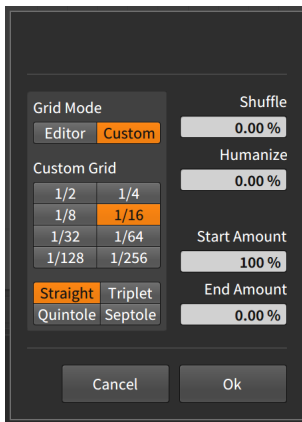 Grid Mode
Editor Custom
Custom Grid
1/2 1/4
1/8 1/16
1/32 1/64
1/128 1/256
Straight Triplet
Quintole Septole
Shuffle
0.00 %
Humanize
0.00 %
Start Amount
100 %
End Amount
0.00 %
Cancel Ok